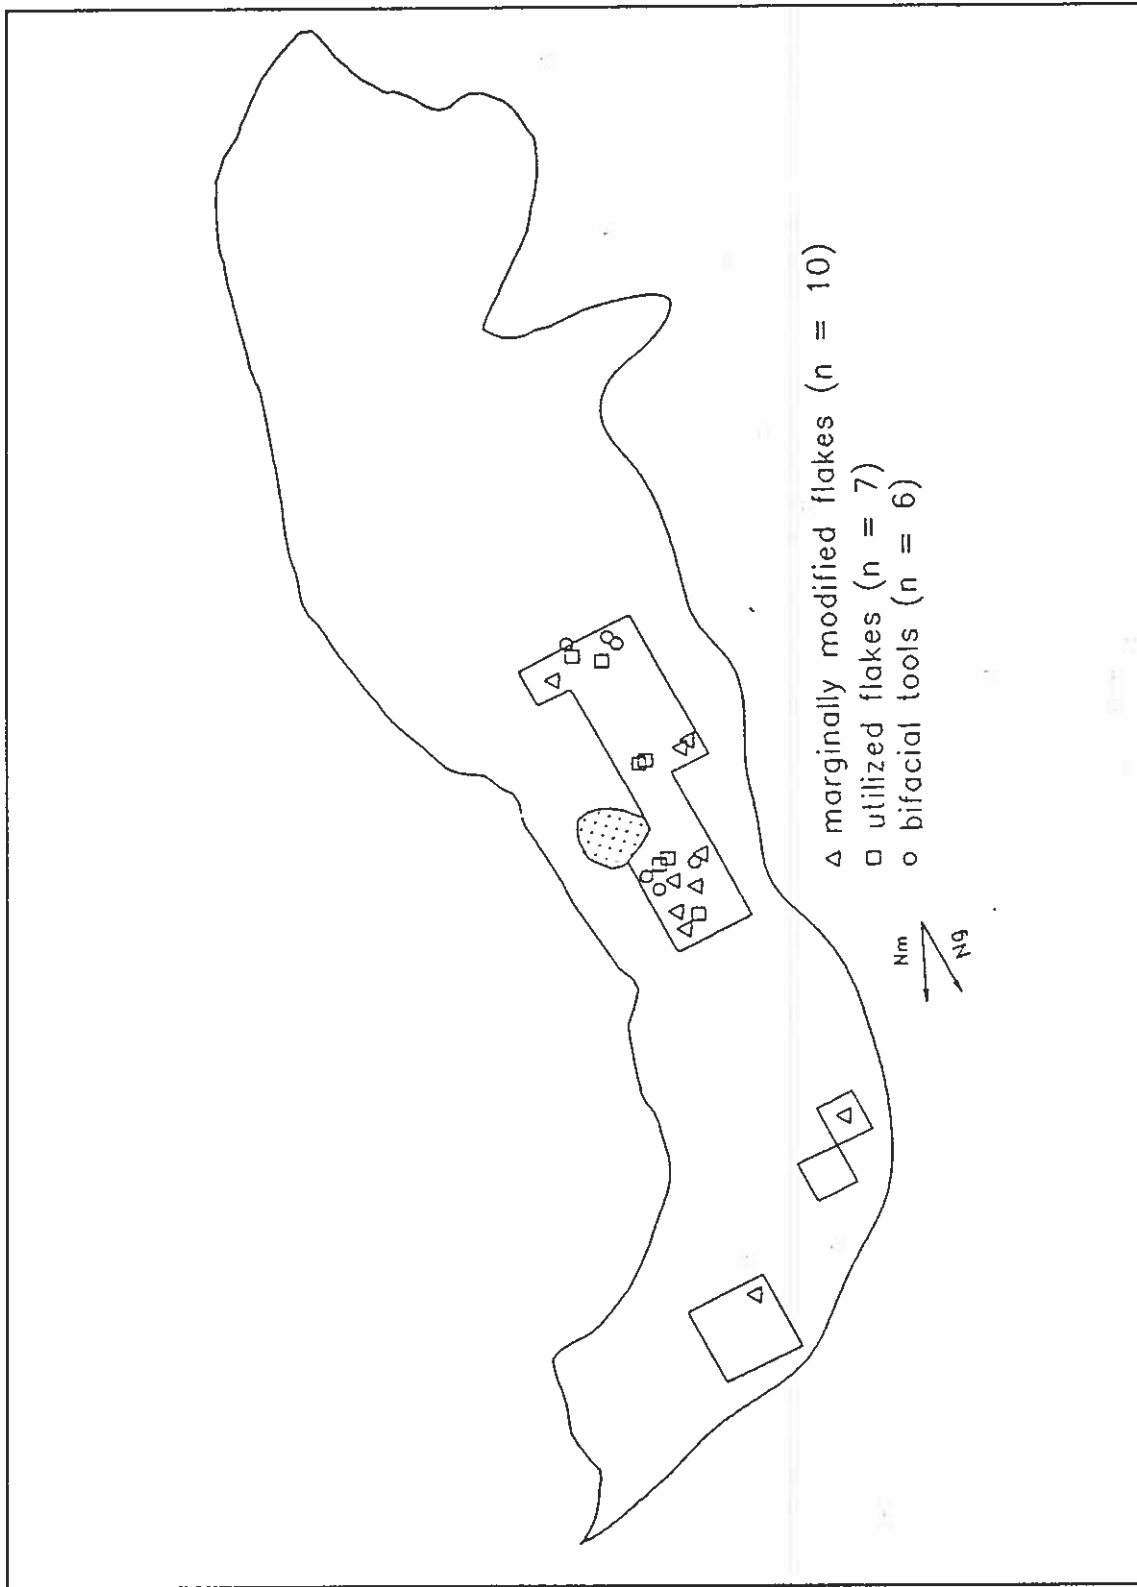 △ marginally modified flakes (n = 10)
□ utilized flakes (n = 7)
○ bifacial tools (n = 6)
Nm
Ng